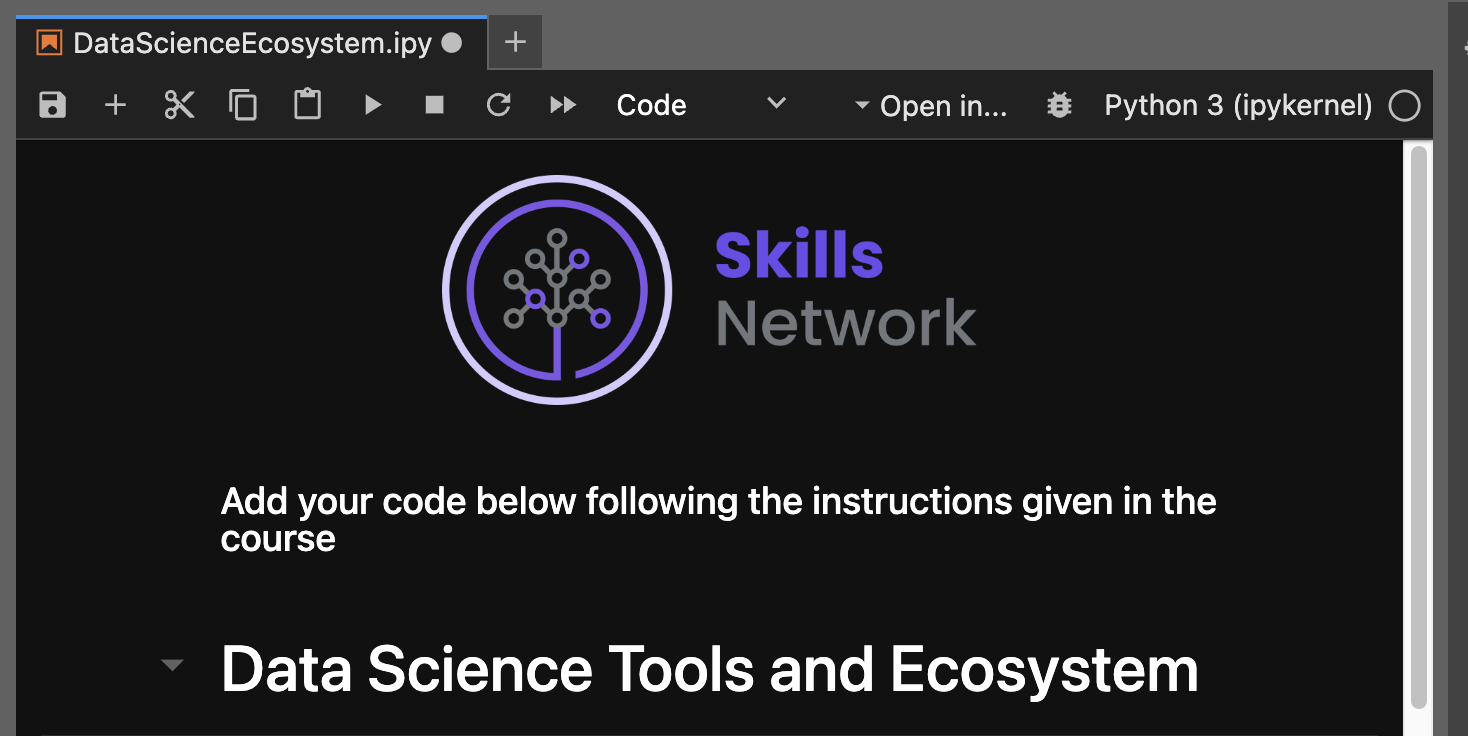 DataScienceEcosystem.ipy
Code
Open in...
Python 3 (ipykernel)
Skills
Network
Add your code below following the instructions given in the
course
Data Science Tools and Ecosystem